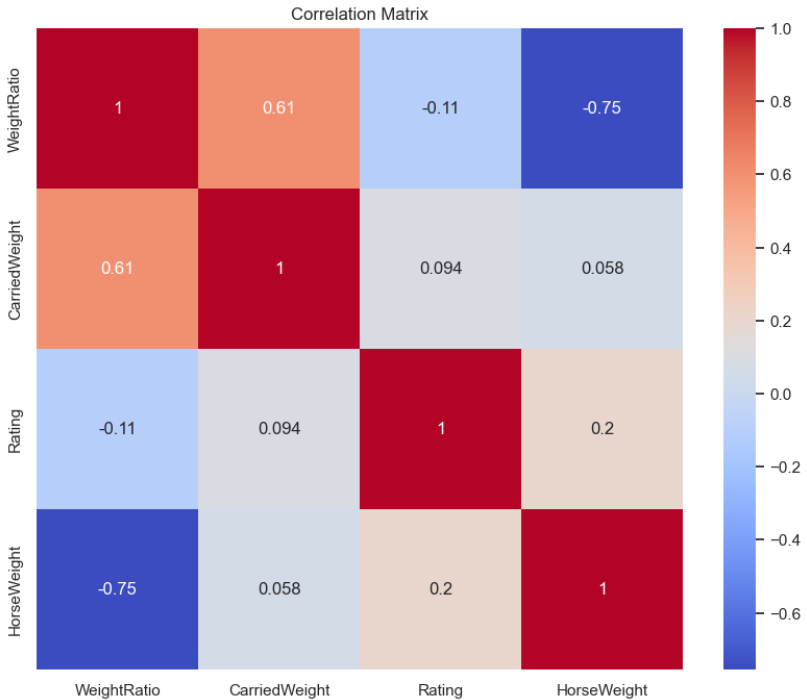 Correlation Matrix
WeightRatio
1
0.61
-0.11
-0.75
CarriedWeight
0.61
1
0.094
0.058
Rating
-0.11
0.094
1
0.2
HorseWeight
-0.75
0.058
0.2
1
WeightRatio
CarriedWeight
Rating
HorseWeight
1.0
0.8
0.6
0.4
0.2
0.0
−0.2
−0.4
−0.6